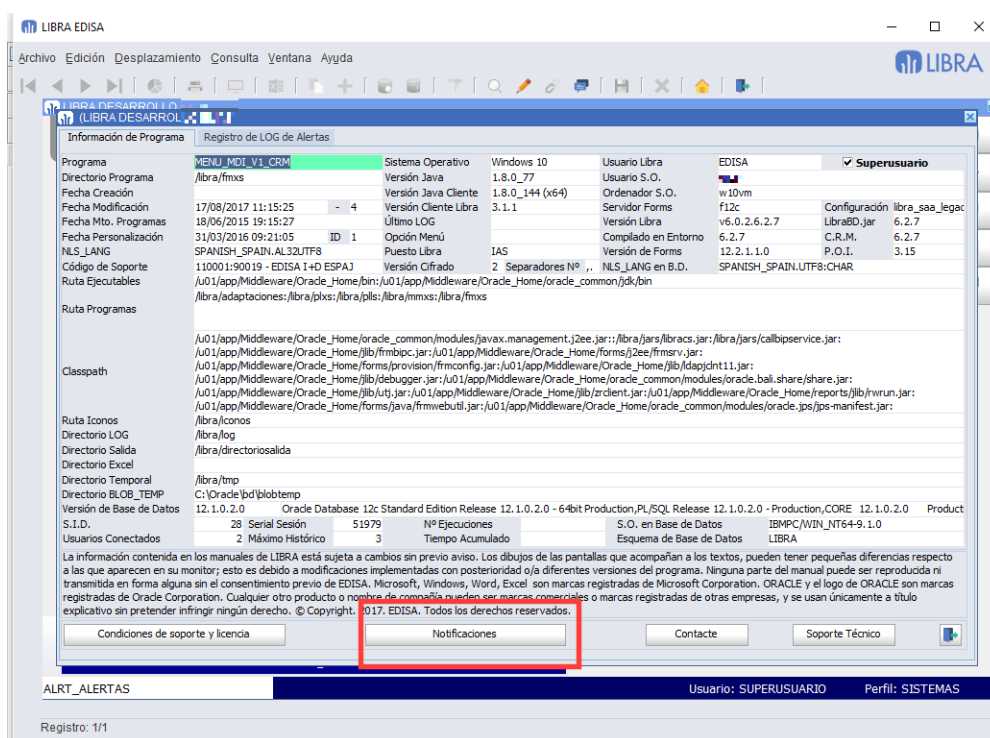 LIBRA EDISA
Archivo Edición Desplazamiento Consulta Ventana Ayuda
LIBRA
LIBRA DESARROLLO
(LIBRA DESARROL
Información de Programa Registro de LOG de Alertas
Programa MENU_MDI_V1_CRM Sistema Operativo Windows 10 Usuario Libra EDISA Superusuario
Directorio Programa /libra/fmxs Versión Java 1.8.0_77 Usuario S.O.
Fecha Creación Versión Java Cliente 1.8.0_144 (x64) Ordenador S.O. w10vm
Fecha Modificación 17/08/2017 11:15:25 - 4 Versión Cliente Libra 3.1.1 Servidor Forms f12c Configuración libra_saa_legac
Fecha Mto. Programas 18/06/2015 19:15:27 Último LOG Versión Libra v6.0.2.6.2.7 LibraBD.jar 6.2.7
Fecha Personalización 31/03/2016 09:21:05 ID 1 Opción Menú Compilado en Entorno 6.2.7 C.R.M. 6.2.7
NLS_LANG SPANISH_SPAIN.AL32UTF8 Puesto Libra IAS Versión de Forms 12.2.1.1.0 P.O.I. 3.15
Código de Soporte 110001:90019 - EDISA I+D ESPAJ Versión Cifrado 2 Separadores Nº ,. NLS_LANG en B.D. SPANISH_SPAIN.UTF8:CHAR
Ruta Ejecutables /u01/app/Middleware/Oracle_Home/bin:/u01/app/Middleware/Oracle_Home/oracle_common/jdk/bin
/libra/adaptaciones:/libra/plxs:/libra/plls:/libra/mmxs:/libra/fmxs
Ruta Programas
/u01/app/Middleware/Oracle_Home/oracle_common/modules/javax.management.j2ee.jar::/libra/jars/libracs.jar:/libra/jars/callbipservice.jar:
/u01/app/Middleware/Oracle_Home/jlib/frmbipc.jar:/u01/app/Middleware/Oracle_Home/forms/j2ee/frmsrv.jar:
/u01/app/Middleware/Oracle_Home/forms/provision/frmconfig.jar:/u01/app/Middleware/Oracle_Home/jlib/ldapjclnt11.jar:
Classpath
/u01/app/Middleware/Oracle_Home/jlib/debugger.jar:/u01/app/Middleware/Oracle_Home/oracle_common/modules/oracle.bali.share/share.jar:
/u01/app/Middleware/Oracle_Home/jlib/utj.jar:/u01/app/Middleware/Oracle_Home/jlib/zrclient.jar:/u01/app/Middleware/Oracle_Home/reports/jlib/rwrun.jar:
/u01/app/Middleware/Oracle_Home/forms/java/frmwebutil.jar:/u01/app/Middleware/Oracle_Home/oracle_common/modules/oracle.jps/jps-manifest.jar:
Ruta Iconos /libra/iconos
Directorio LOG /libra/log
Directorio Salida /libra/directoriosalida
Directorio Excel
Directorio Temporal /libra/tmp
Directorio BLOB_TEMP C:\Oracle\bd\blobtemp
Versión de Base de Datos 12.1.0.2.0 Oracle Database 12c Standard Edition Release 12.1.0.2.0 - 64bit Production,PL/SQL Release 12.1.0.2.0 - Production,CORE 12.1.0.2.0 Product
S.I.D. 28 Serial Sesión 51979 Nº Ejecuciones S.O. en Base de Datos IBMPC/WIN_NT64-9.1.0
Usuarios Conectados 2 Máximo Histórico 3 Tiempo Acumulado Esquema de Base de Datos LIBRA
La información contenida en los manuales de LIBRA está sujeta a cambios sin previo aviso. Los dibujos de las pantallas que acompañan a los textos, pueden tener pequeñas diferencias respecto
a las que aparecen en su monitor; esto es debido a modificaciones implementadas con posterioridad o/a diferentes versiones del programa. Ninguna parte del manual puede ser reproducida ni
transmitida en forma alguna sin el consentimiento previo de EDISA. Microsoft, Windows, Word, Excel son marcas registradas de Microsoft Corporation. ORACLE y el logo de ORACLE son marcas
registradas de Oracle Corporation. Cualquier otro producto o nombre de compañía pueden ser marcas comerciales o marcas registradas de otras empresas, y se usan únicamente a título
explicativo sin pretender infringir ningún derecho. © Copyright. 2017. EDISA. Todos los derechos reservados.
Condiciones de soporte y licencia Notificaciones Contacte Soporte Técnico
ALRT_ALERTAS Usuario: SUPERUSUARIO Perfil: SISTEMAS
Registro: 1/1